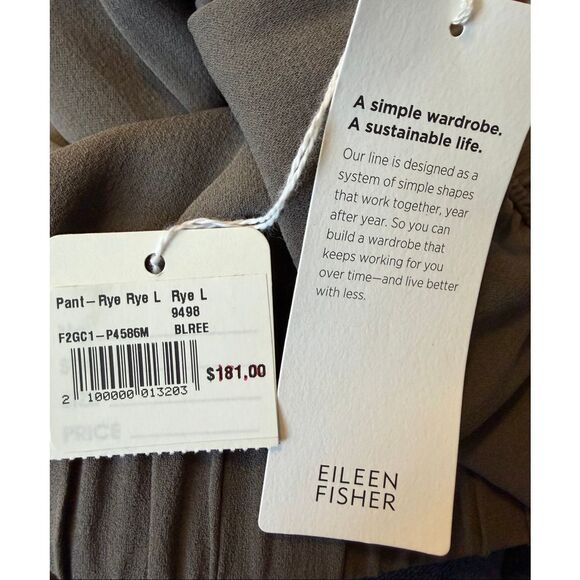 A simple wardrobe.
A sustainable life.
Our line is designed as a
system of simple shapes
that work together, year
after year. So you can
build a wardrobe that
keeps working for you
over time—and live better
with less.
EILEEN
FISHER
Pant-Rye Rye L Rye L
9498
F2GC1-P4586M BLREE
$181.00
2 100000 013203
PRICE